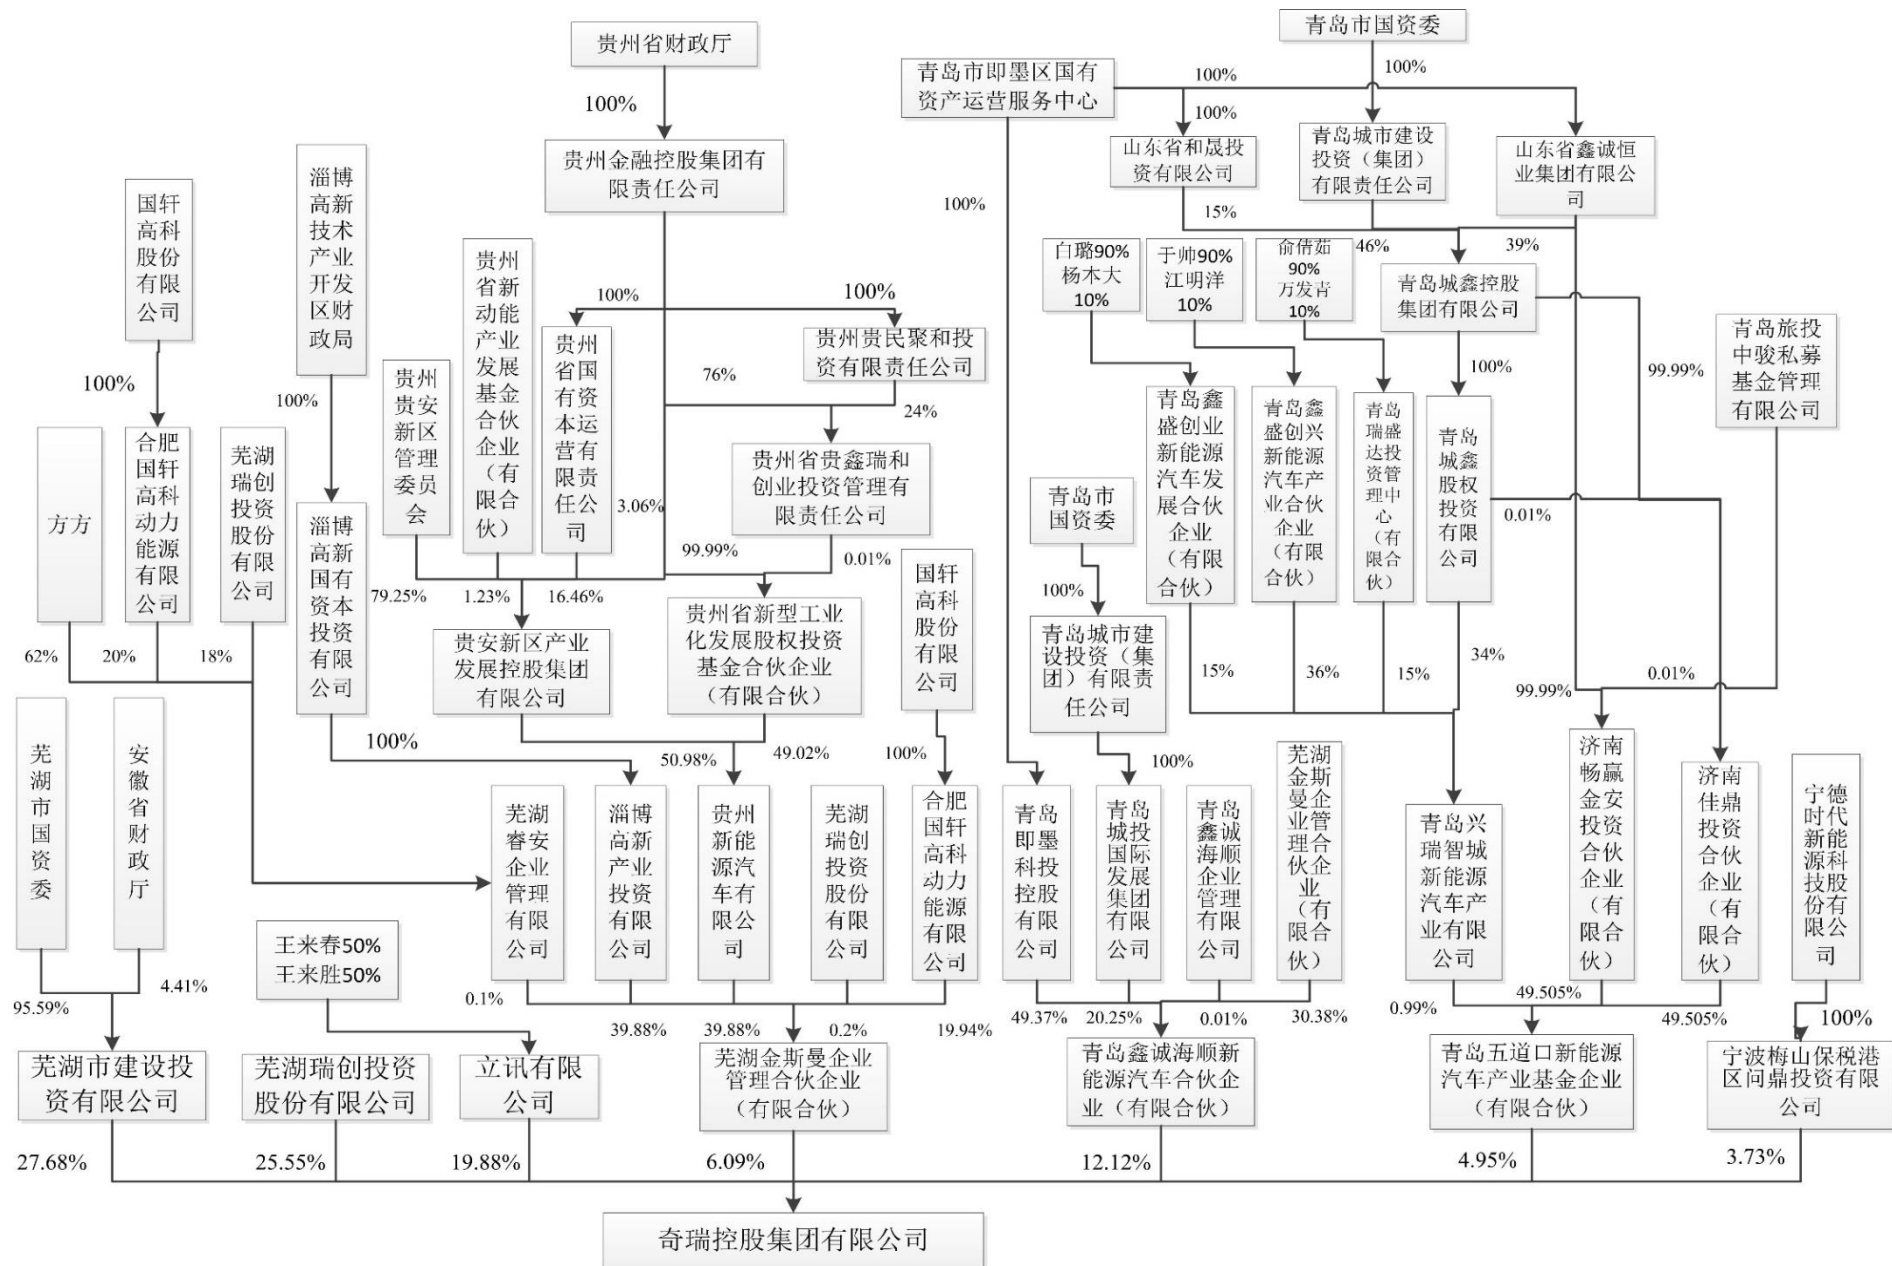 贵州省财政厅
100%
贵州金融控股集团有
限责任公司
青岛市国资委
100%
青岛市即墨区国有
资产运营服务中心
100%
100%
100%
山东省和晟投
资有限公司
青岛城市建设
投资（集团）
有限责任公司
山东省鑫诚恒
业集团有限公
司
15%
46%
39%
国轩
高科
股份
有限
公司
100%
淄博
高新
技术
产业
开发
区财
政局
100%
贵州
贵安
新区
管理
委员
会
贵州
省新
动能
产业
发展
基金
合伙
企业
（有
限合
伙）
100%
100%
贵州
省国
有资
本运
营有
限责
任公
司
贵州贵民聚和投
资有限责任公司
76%
24%
贵州省贵鑫瑞和
创业投资管理有
限责任公司
3.06%
99.99%
0.01%
79.25%
1.23%
16.46%
白璐90%
杨本大
10%
于帅90%
江明洋
10%
俞倩茹
90%
万发青
10%
青岛城鑫控股
集团有限公司
100%
99.99%
青岛旅投
中骏私募
基金管理
有限公司
方方
合肥
国轩
高科
动力
能源
有限
公司
芜湖
瑞创
投资
股份
有限
公司
淄博
高新
国有
资本
投资
有限
公司
62%
20%
18%
100%
贵安新区产业
发展控股集团
有限公司
贵州省新型工业
化发展股权投资
基金合伙企业
（有限合伙）
50.98%
49.02%
国轩
高科
股份
有限
公司
100%
青岛市
国资委
100%
青岛城市建
设投资（集
团）有限责
任公司
100%
青岛鑫
盛创业
新能源
汽车发
展合伙
企业
（有限
合伙）
青岛鑫
盛创兴
新能源
汽车产
业合伙
企业
（有限
合伙）
青岛
瑞盛
达投
资管
理中
心
（有
限合
伙）
青岛
城鑫
股权
投资
有限
公司
0.01%
15%
36%
15%
34%
99.99%
0.01%
芜
湖
市
国
资
委
安
徽
省
财
政
厅
95.59%
4.41%
王来春50%
王来胜50%
芜湖
睿安
企业
管理
有限
公司
淄博
高新
产业
投资
有限
公司
贵州
新能
源汽
车有
限公
司
芜湖
瑞创
投资
股份
有限
公司
合肥
国轩
高科
动力
能源
有限
公司
0.1%
39.88%
39.88%
0.2%
19.94%
青岛
即墨
科投
控股
有限
公司
青岛
城投
国际
发展
集团
有限
公司
青岛
鑫诚
海顺
企业
管理
有限
公司
芜湖
金斯
曼企
业管
理合
伙企
业
（有
限合
伙）
49.37%
20.25%
0.01%
30.38%
青岛兴
瑞智城
新能源
汽车产
业有限
公司
济南
畅赢
金安
投资
合伙
企业
（有
限合
伙）
济南
佳鼎
投资
合伙
企业
（有
限合
伙）
宁德
时代
新能
源科
技股
份有
限公
司
0.99%
49.505%
49.505%
100%
芜湖市建设投
资有限公司
芜湖瑞创投资
股份有限公司
立讯有限
公司
芜湖金斯曼企业
管理合伙企业
（有限合伙）
青岛鑫诚海顺新
能源汽车合伙企
业（有限合伙）
青岛五道口新能源
汽车产业基金企业
（有限合伙）
宁波梅山保税港
区问鼎投资有限
公司
27.68%
25.55%
19.88%
6.09%
12.12%
4.95%
3.73%
奇瑞控股集团有限公司